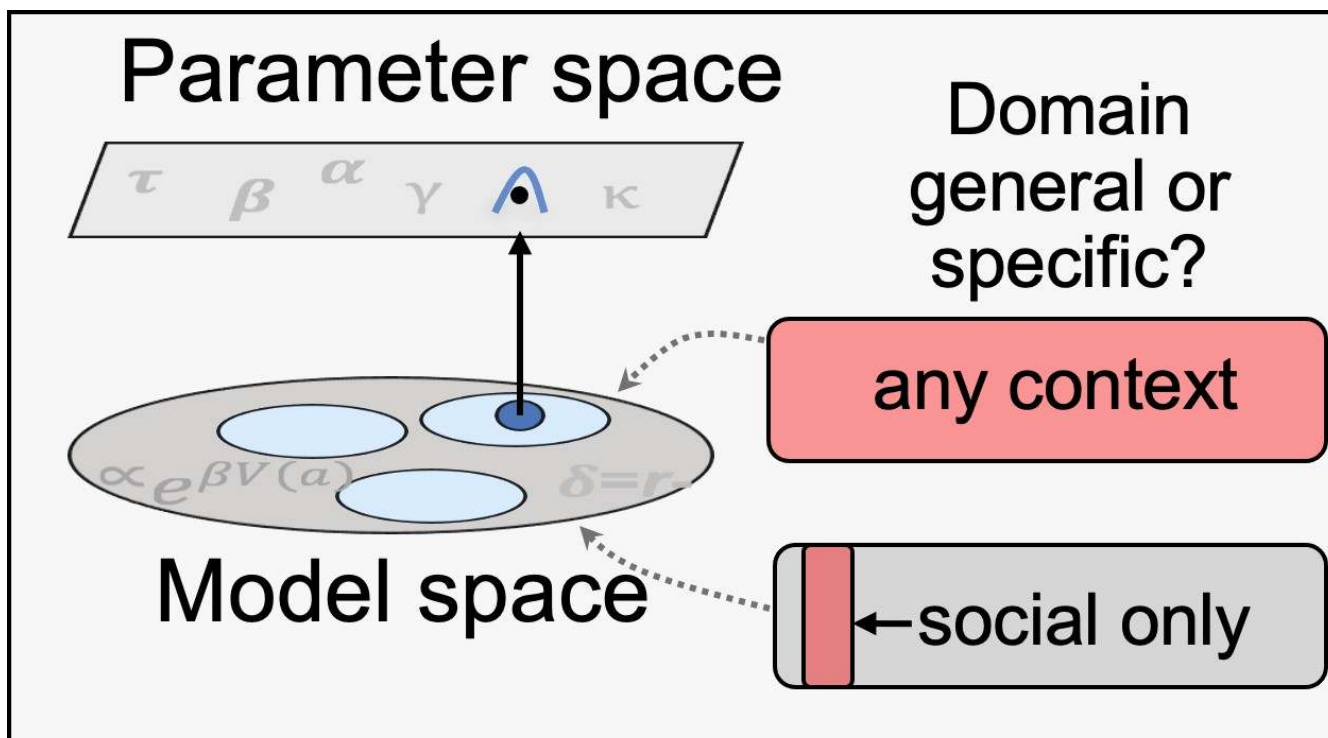 Parameter space
τ β α γ κ
Model space
∝ e^βV(a)
δ=r-
Domain
general or
specific?
any context
social only